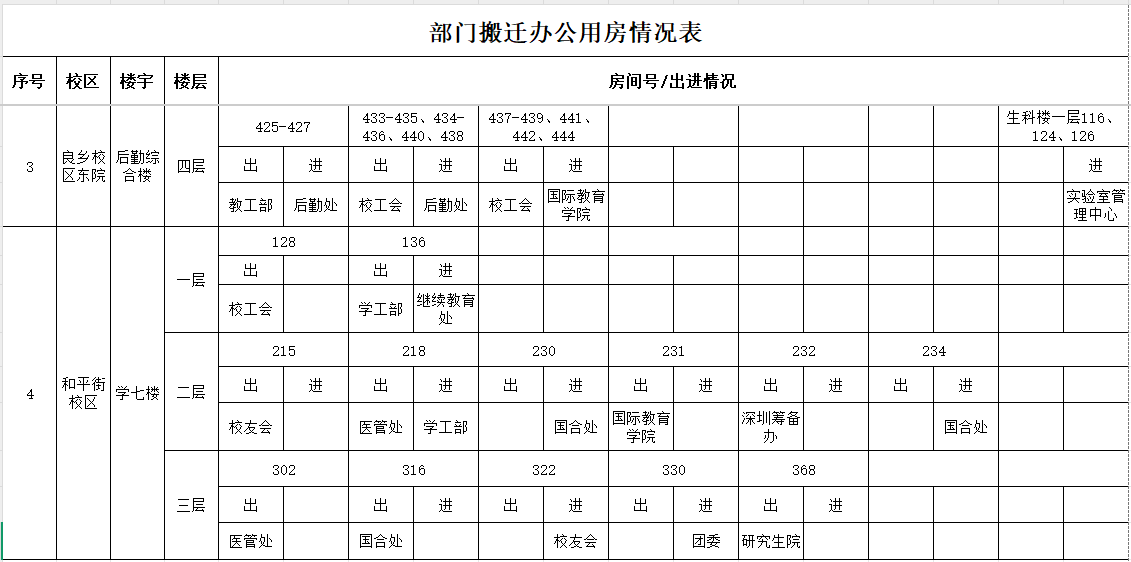 部门搬迁办公用房情况表
序号 校区 楼宇 楼层 房间号/出进情况
3 良乡校区东院 后勤综合楼 四层
425-427 433-435、434-436、440、438 437-439、441、442、444 生科楼一层116、124、126
出 进 出 进 出 进 进
教工部 后勤处 校工会 后勤处 校工会 国际教育学院 实验室管理中心
4 和平街校区 学七楼
一层
128 136
出 出 进
校工会 学工部 继续教育处
二层
215 218 230 231 232 234
出 进 出 进 出 进 出 进 出 进 出 进
校友会 医管处 学工部 国合处 国际教育学院 深圳筹备办 国合处
三层
302 316 322 330 368
出 出 进 出 进 出 进 出 进
医管处 国合处 校友会 团委 研究生院